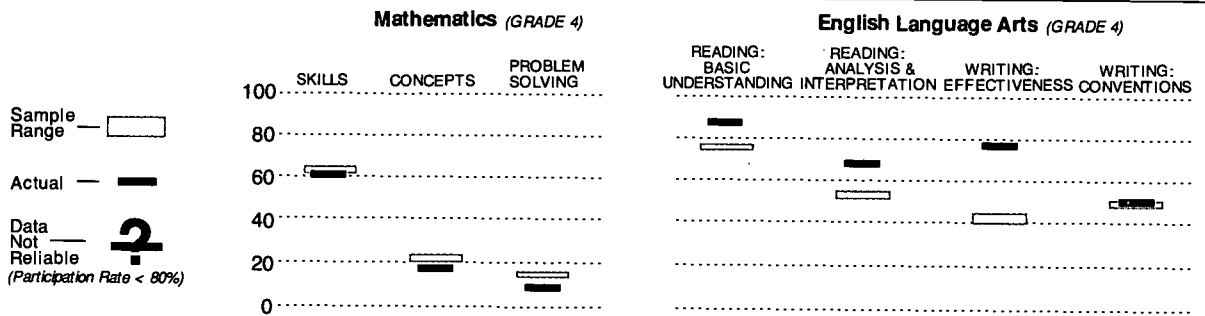 Mathematics (GRADE 4)
SKILLS
CONCEPTS
PROBLEM
SOLVING
English Language Arts (GRADE 4)
READING:
BASIC
UNDERSTANDING
READING:
ANALYSIS &
INTERPRETATION
WRITING:
EFFECTIVENESS
WRITING:
CONVENTIONS
100
80
60
40
20
0
Sample
Range
Actual
Data
Not
Reliable
?
(Participation Rate < 80%)